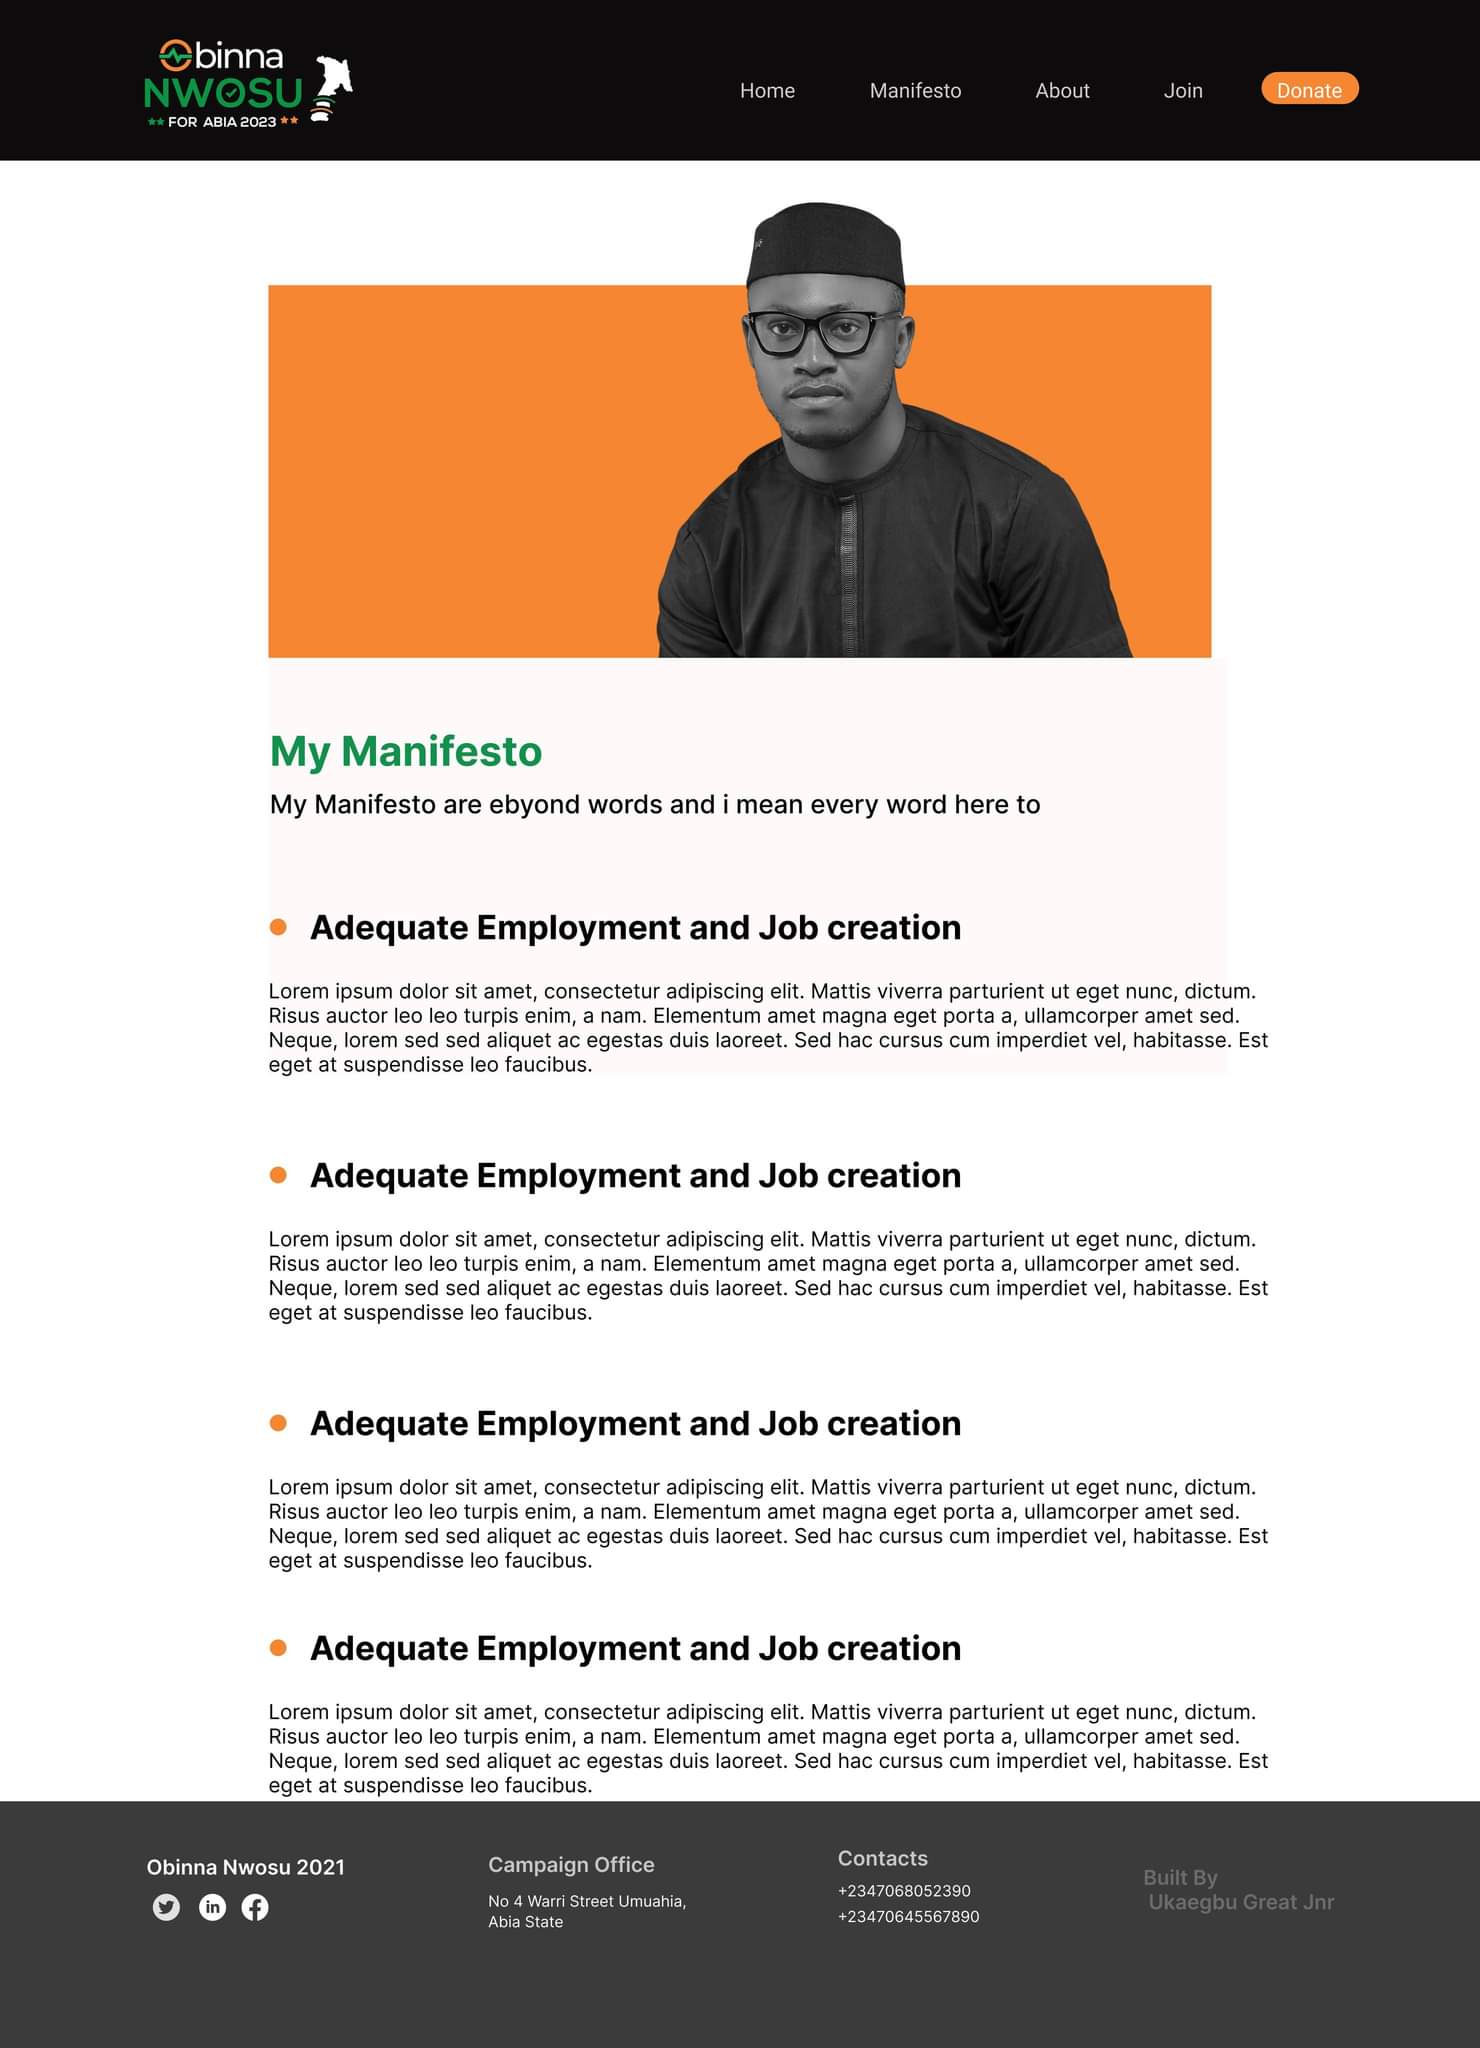 Obinna
NWOSU
FOR ABIA 2023
Home
Manifesto
About
Join
Donate
My Manifesto
My Manifesto are ebyond words and i mean every word here to
Adequate Employment and Job creation
Lorem ipsum dolor sit amet, consectetur adipiscing elit. Mattis viverra parturient ut eget nunc, dictum.
Risus auctor leo leo turpis enim, a nam. Elementum amet magna eget porta a, ullamcorper amet sed.
Neque, lorem sed sed aliquet ac egestas duis laoreet. Sed hac cursus cum imperdiet vel, habitasse. Est
eget at suspendisse leo faucibus.
Adequate Employment and Job creation
Lorem ipsum dolor sit amet, consectetur adipiscing elit. Mattis viverra parturient ut eget nunc, dictum.
Risus auctor leo leo turpis enim, a nam. Elementum amet magna eget porta a, ullamcorper amet sed.
Neque, lorem sed sed aliquet ac egestas duis laoreet. Sed hac cursus cum imperdiet vel, habitasse. Est
eget at suspendisse leo faucibus.
Adequate Employment and Job creation
Lorem ipsum dolor sit amet, consectetur adipiscing elit. Mattis viverra parturient ut eget nunc, dictum.
Risus auctor leo leo turpis enim, a nam. Elementum amet magna eget porta a, ullamcorper amet sed.
Neque, lorem sed sed aliquet ac egestas duis laoreet. Sed hac cursus cum imperdiet vel, habitasse. Est
eget at suspendisse leo faucibus.
Adequate Employment and Job creation
Lorem ipsum dolor sit amet, consectetur adipiscing elit. Mattis viverra parturient ut eget nunc, dictum.
Risus auctor leo leo turpis enim, a nam. Elementum amet magna eget porta a, ullamcorper amet sed.
Neque, lorem sed sed aliquet ac egestas duis laoreet. Sed hac cursus cum imperdiet vel, habitasse. Est
eget at suspendisse leo faucibus.
Obinna Nwosu 2021
in
Campaign Office
No 4 Warri Street Umuahia,
Abia State
Contacts
+2347068052390
+23470645567890
Built By
Ukaegbu Great Jnr